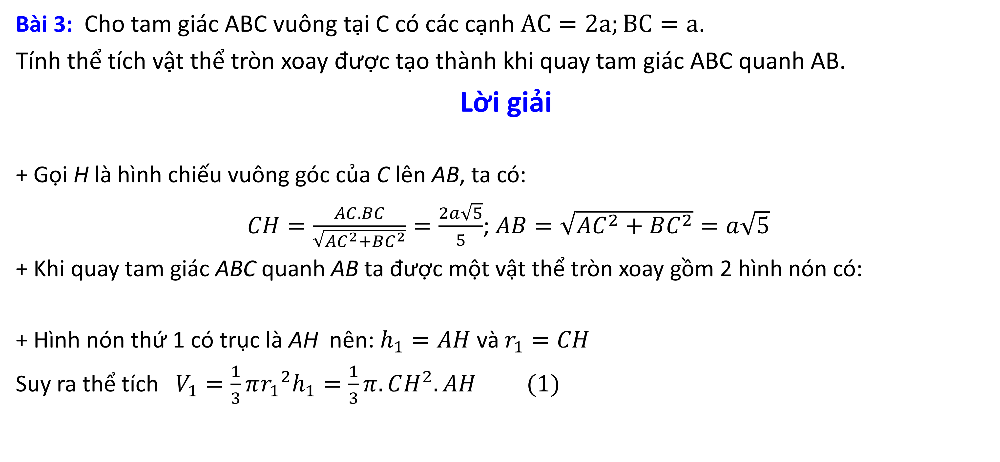 Bài 3: Cho tam giác ABC vuông tại C có các cạnh AC = 2a; BC = a.
Tính thể tích vật thể tròn xoay được tạo thành khi quay tam giác ABC quanh AB.
Lời giải
+ Gọi H là hình chiếu vuông góc của C lên AB, ta có:
$CH = \frac{AC.BC}{\sqrt{AC^2+BC^2}} = \frac{2a\sqrt{5}}{5}; AB = \sqrt{AC^2 + BC^2} = a\sqrt{5}$
+ Khi quay tam giác ABC quanh AB ta được một vật thể tròn xoay gồm 2 hình nón có:
+ Hình nón thứ 1 có trục là AH nên: $h_1 = AH$ và $r_1 = CH$
Suy ra thể tích $V_1 = \frac{1}{3}\pi {r_1}^2 h_1 = \frac{1}{3}\pi.CH^2.AH$ (1)